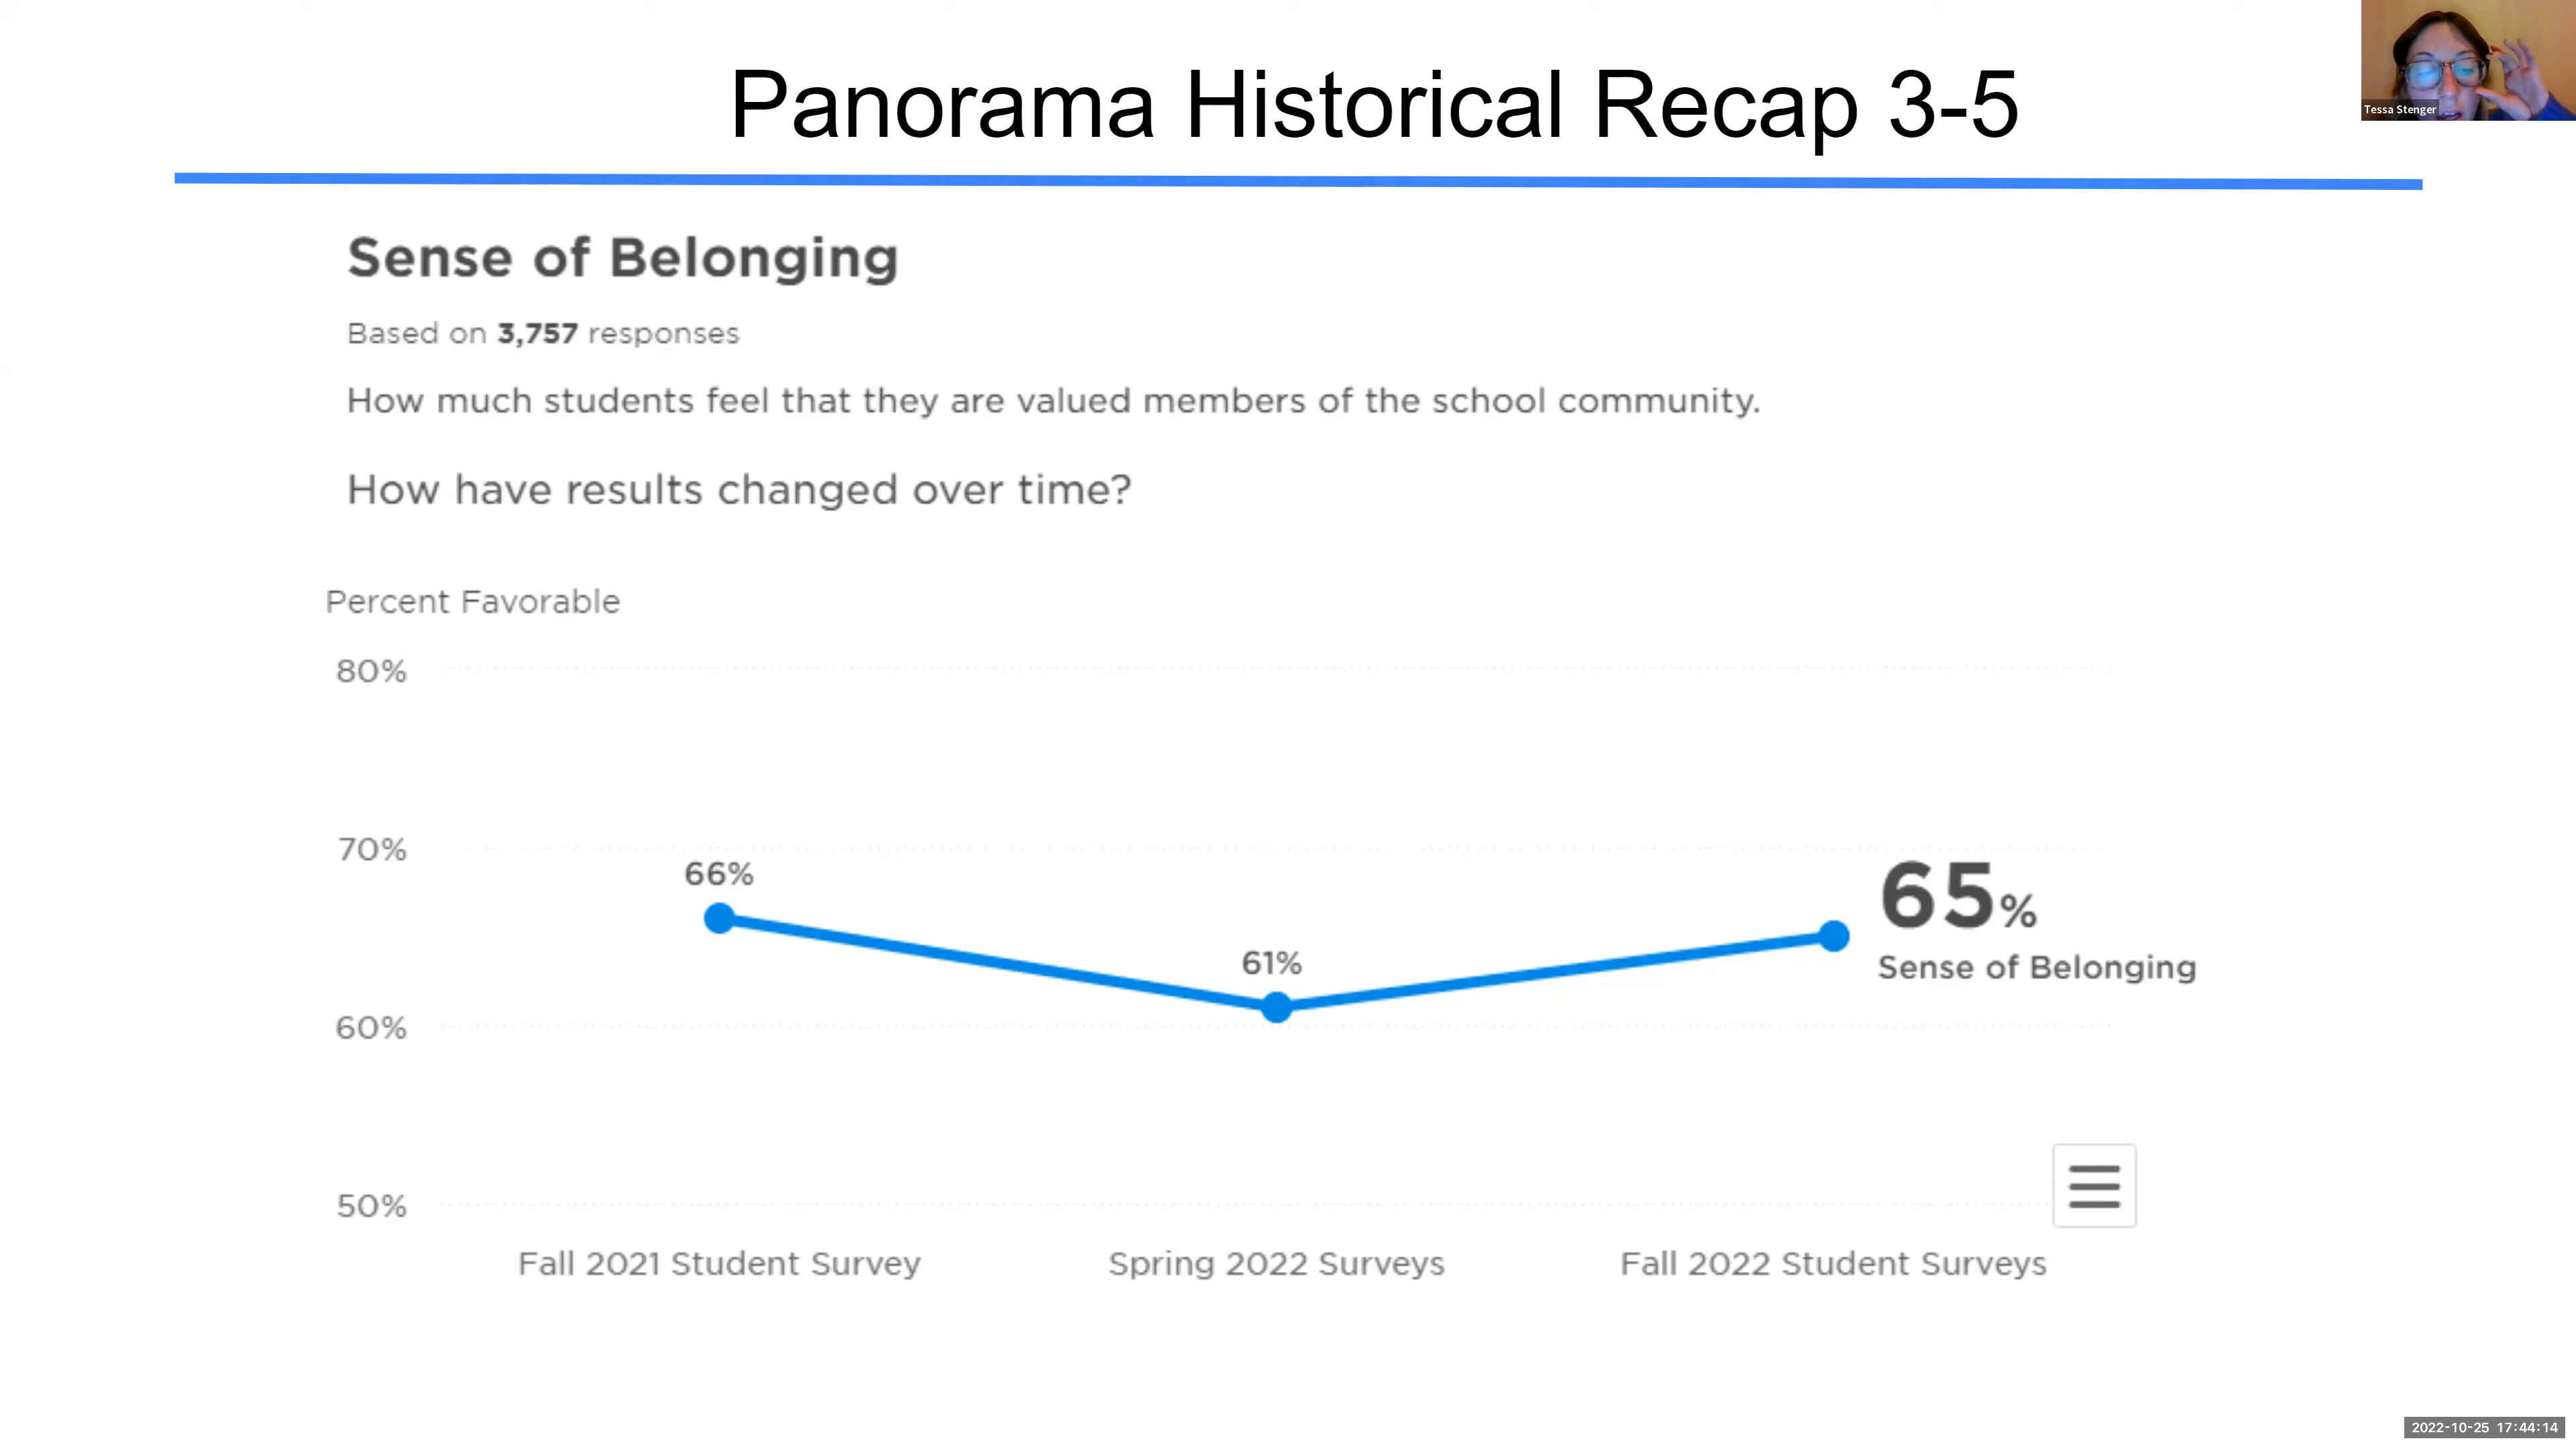 Panorama Historical Recap 3-5
Tessa Stenger
Sense of Belonging
Based on 3,757 responses
How much students feel that they are valued members of the school community.
How have results changed over time?
Percent Favorable
80%
70%
66%
65%
Sense of Belonging
61%
60%
50%
Fall 2021 Student Survey
Spring 2022 Surveys
Fall 2022 Student Surveys
2022-10-25 17:44:14